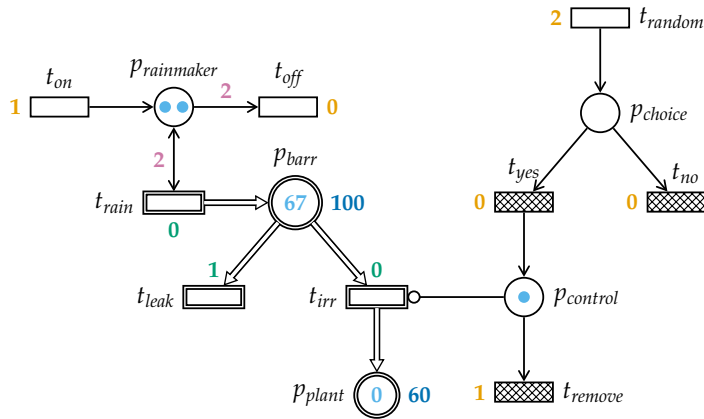 2 t_random
t_on p_rainmaker t_off
1 2 0
p_choice
2 p_barr t_yes t_no
t_rain 67 100 0 0
0
1 0
t_leak t_irr p_control
p_plant 0 60 1 t_remove